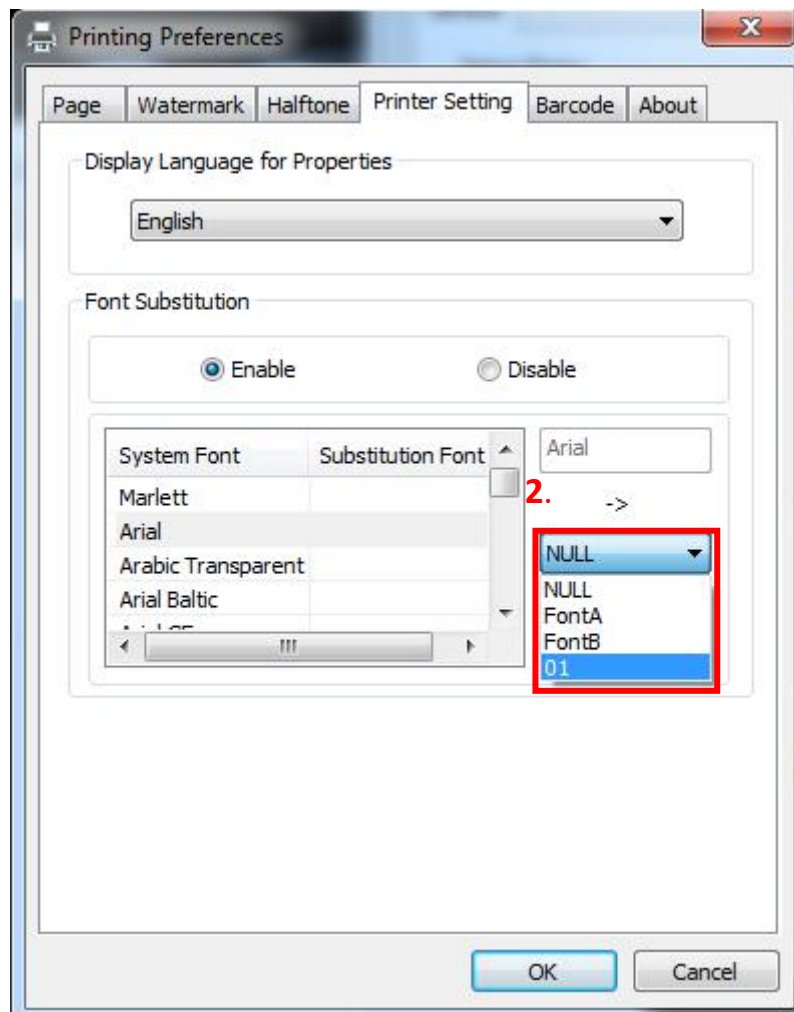 Printing Preferences
Page Watermark Halftone Printer Setting Barcode About
Display Language for Properties
English
Font Substitution
Enable Disable
System Font Substitution Font
Marlett
Arial
Arabic Transparent
Arial Baltic
Arial
2.
->
NULL
NULL
FontA
FontB
01
OK Cancel